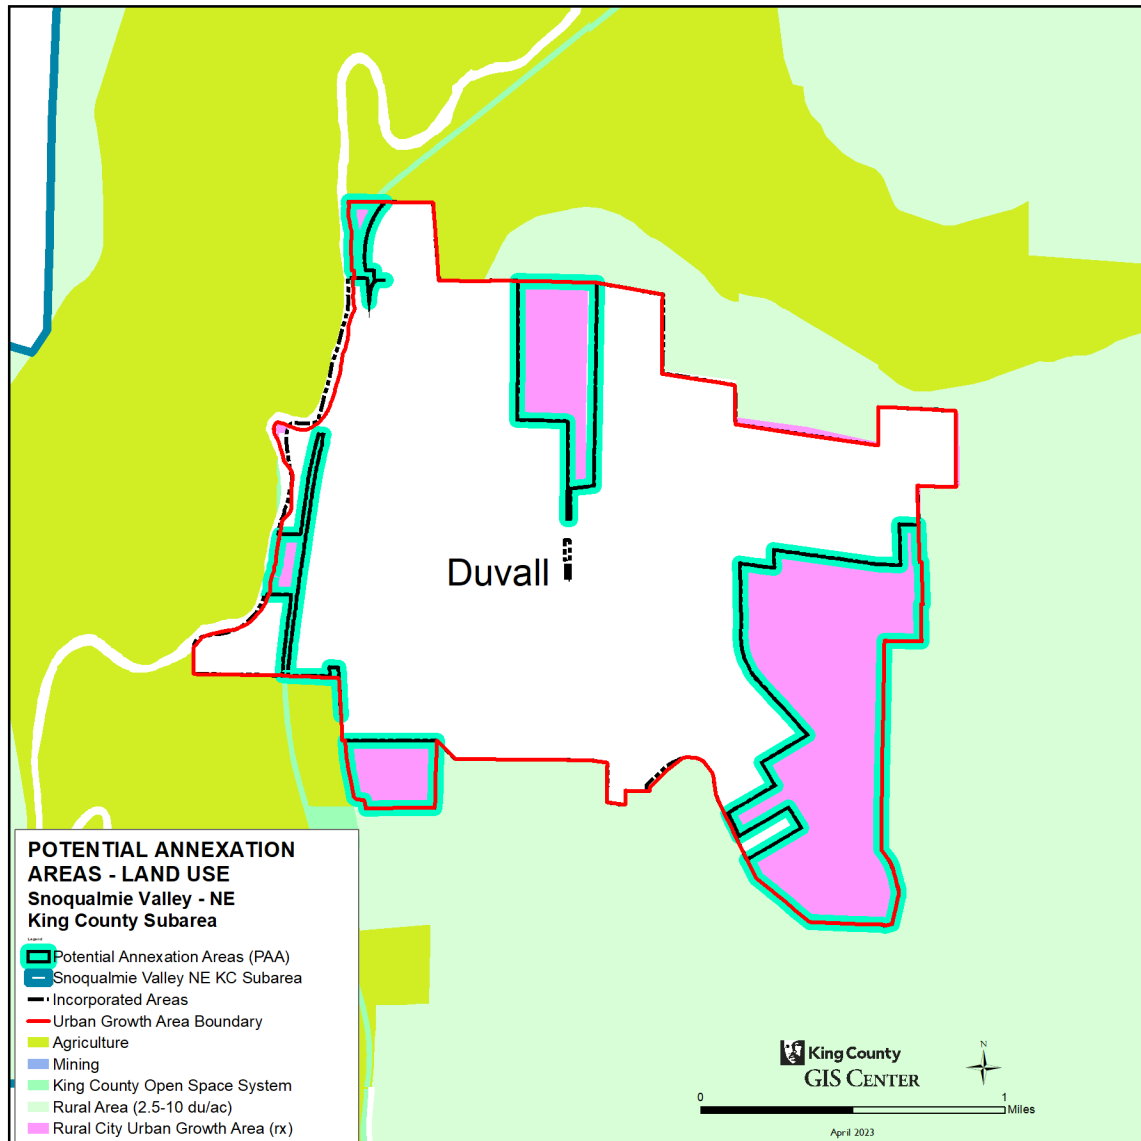 Duvall
POTENTIAL ANNEXATION
AREAS - LAND USE
Snoqualmie Valley - NE
King County Subarea
Legend
Potential Annexation Areas (PAA)
Snoqualmie Valley NE KC Subarea
Incorporated Areas
Urban Growth Area Boundary
Agriculture
Mining
King County Open Space System
Rural Area (2.5-10 du/ac)
Rural City Urban Growth Area (rx)
King County
GIS CENTER
N
0 1
Miles
April 2023